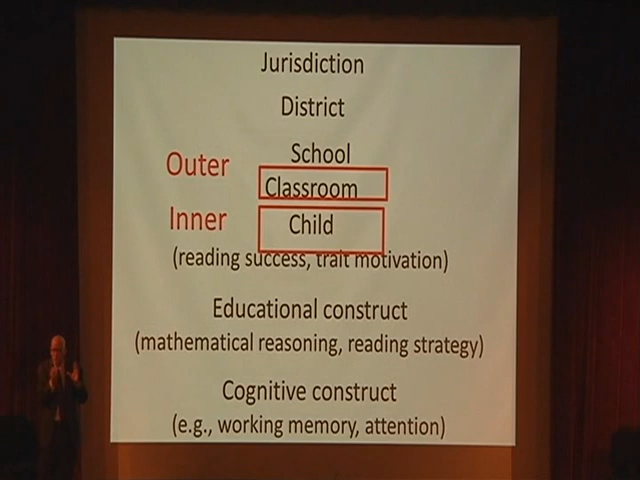 Jurisdiction
District
School
Outer
Classroom
Inner
Child
(reading success, trait motivation)
Educational construct
(mathematical reasoning, reading strategy)
Cognitive construct
(e.g., working memory, attention)